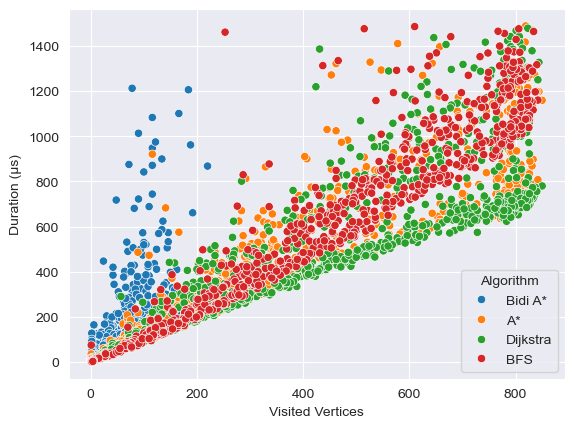 1400
1200
1000
800
600
400
200
0
Duration (μs)
0 200 400 600 800
Visited Vertices
Algorithm
Bidi A*
A*
Dijkstra
BFS